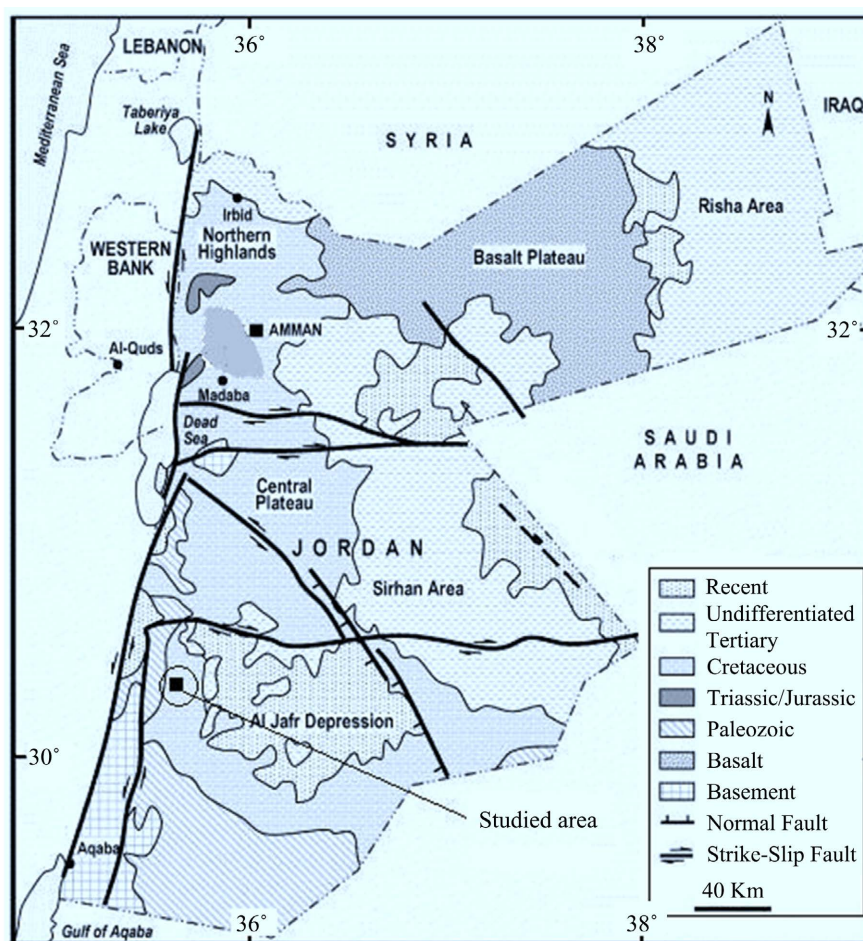 36°
38°
LEBANON
Mediterranean Sea
Taberiya
Lake
SYRIA
N
IRAQ
Irbid
Northern
Highlands
Risha Area
WESTERN
BANK
Basalt Plateau
32°
AMMAN
32°
Al-Quds
Madaba
Dead
Sea
SAUDI
ARABIA
Central
Plateau
JORDAN
Sirhan Area
Al Jafr Depression
30°
Studied area
Aqaba
Gulf of Aqaba
36°
38°
Recent
Undifferentiated
Tertiary
Cretaceous
Triassic/Jurassic
Paleozoic
Basalt
Basement
Normal Fault
Strike-Slip Fault
40 Km